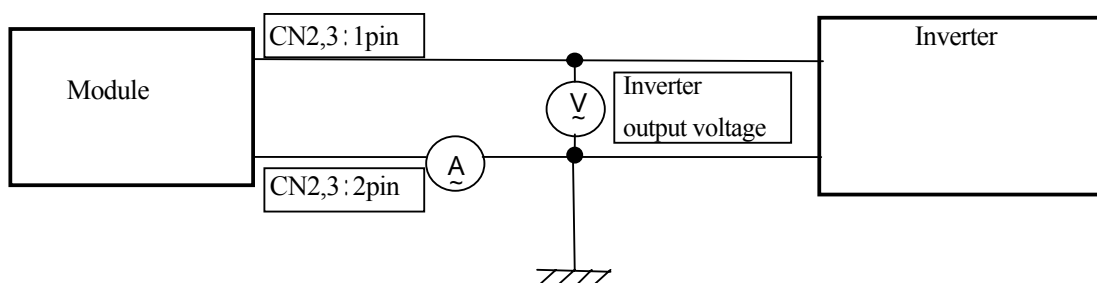 CN2,3：1pin
Inverter
Module
Inverter
output voltage
V
~
A
~
CN2,3：2pin